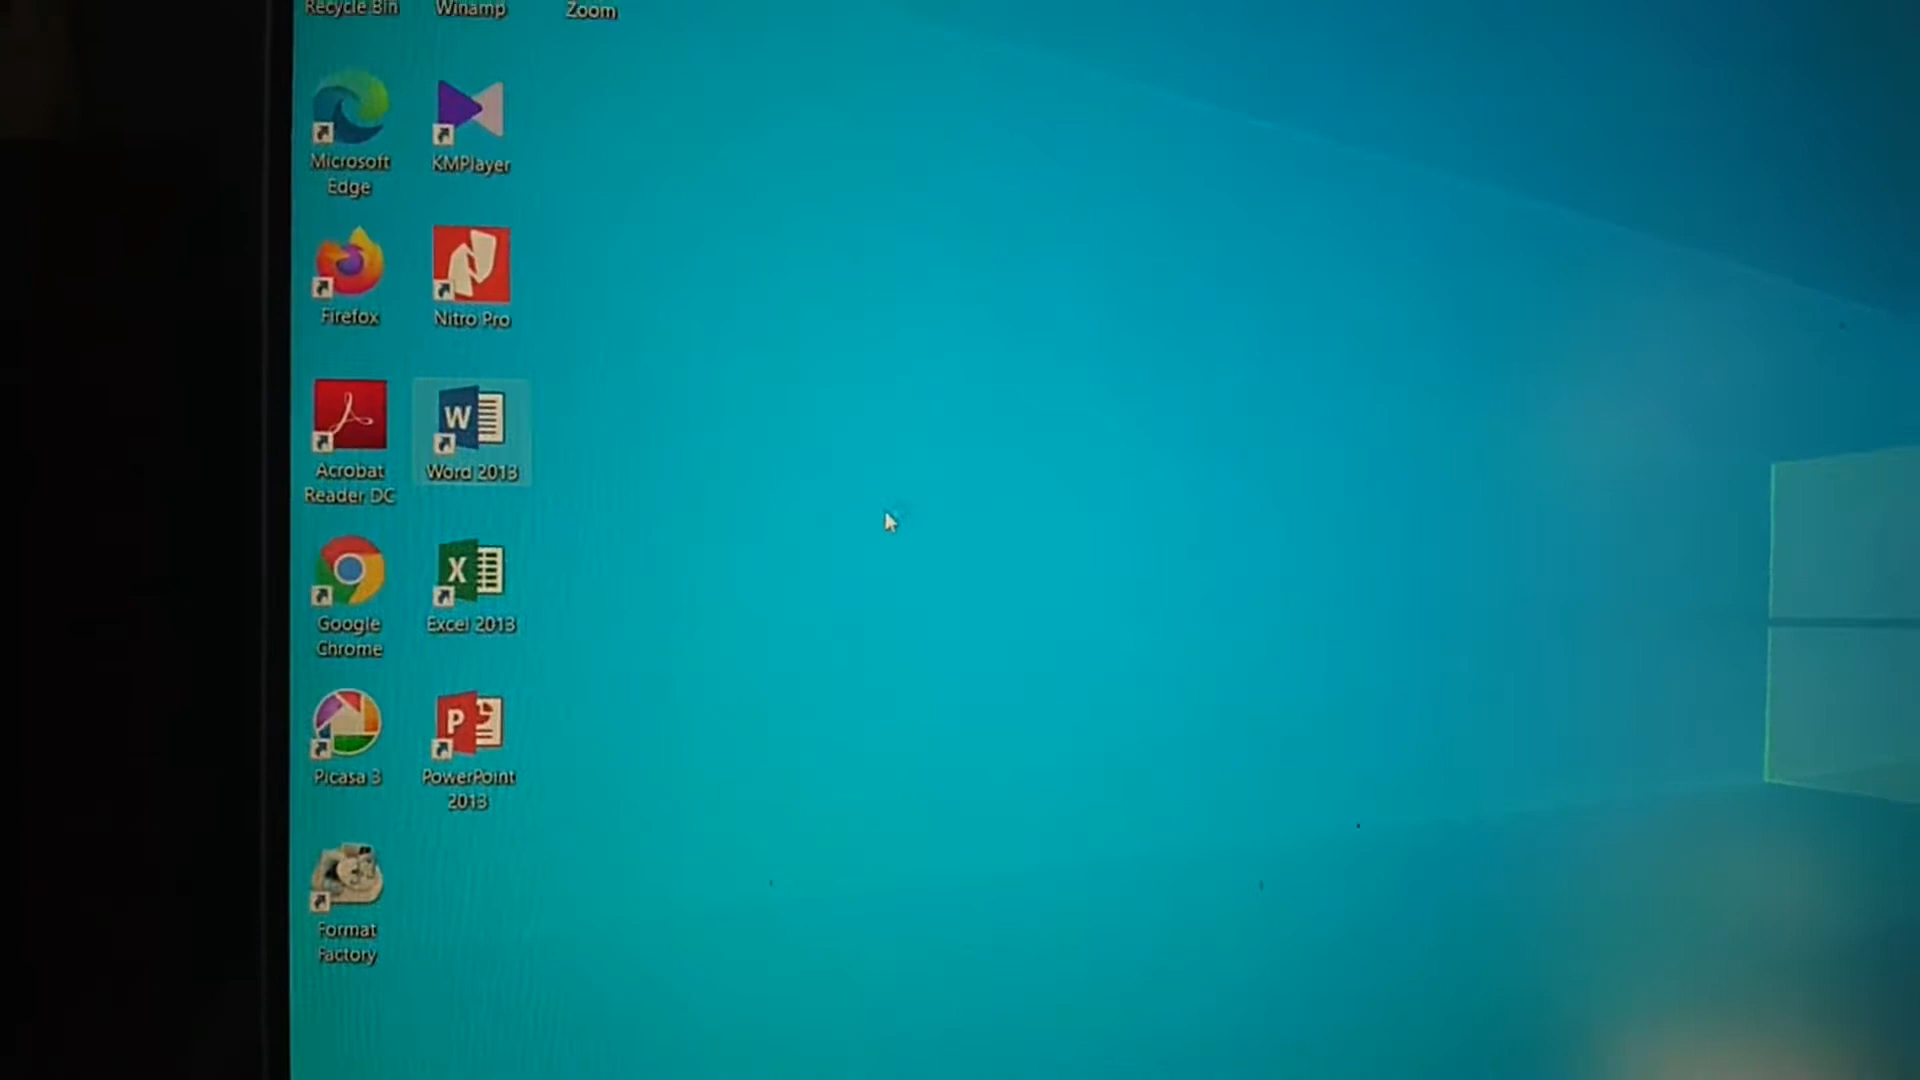 Recycle Bin
Winamp
Zoom
Microsoft
Edge
KMPlayer
Firefox
Nitro Pro
Acrobat
Reader DC
W
Word 2013
Google
Chrome
X
Excel 2013
Picasa 3
P
PowerPoint
2013
Format
Factory